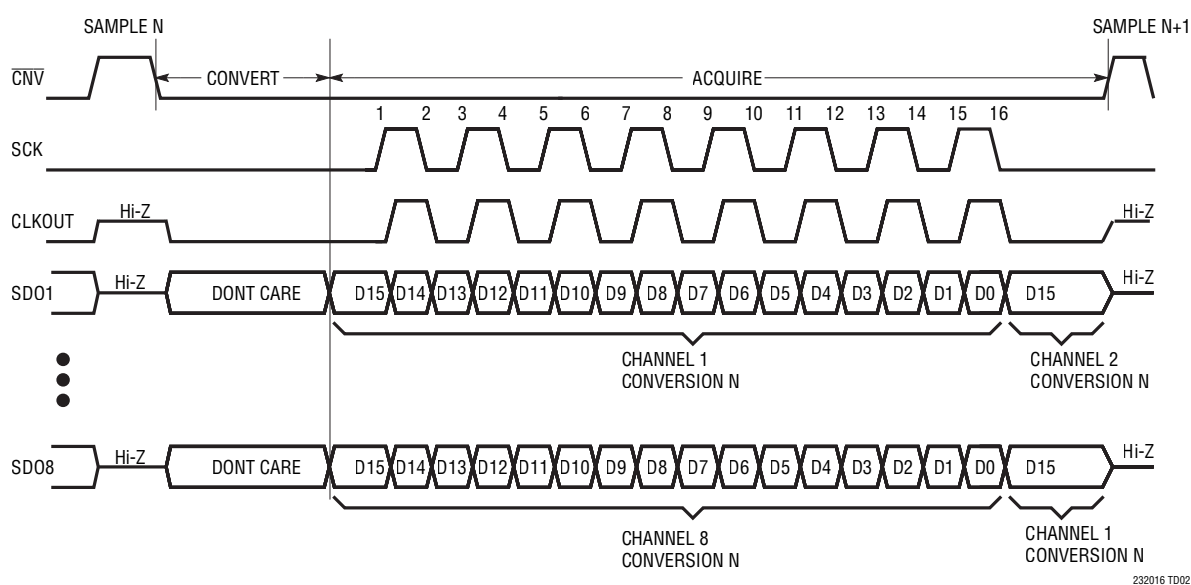 SAMPLE N
SAMPLE N+1
CNV
CONVERT
ACQUIRE
1 2 3 4 5 6 7 8 9 10 11 12 13 14 15 16
SCK
CLKOUT
Hi-Z
Hi-Z
SDO1
Hi-Z
DONT CARE
D15 D14 D13 D12 D11 D10 D9 D8 D7 D6 D5 D4 D3 D2 D1 D0 D15
Hi-Z
CHANNEL 1
CONVERSION N
CHANNEL 2
CONVERSION N
SDO8
Hi-Z
DONT CARE
D15 D14 D13 D12 D11 D10 D9 D8 D7 D6 D5 D4 D3 D2 D1 D0 D15
Hi-Z
CHANNEL 8
CONVERSION N
CHANNEL 1
CONVERSION N
232016 TD02